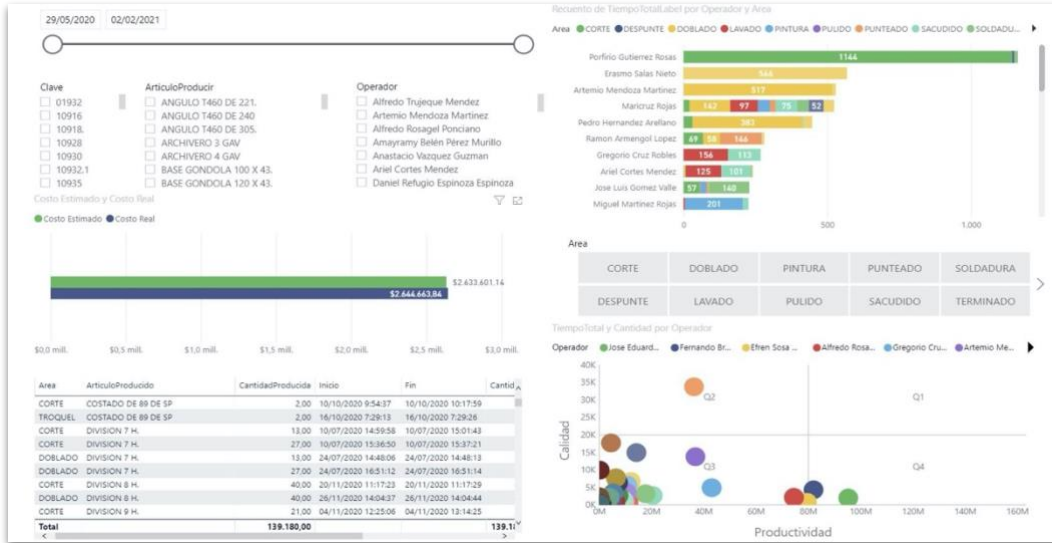 29/05/2020 02/02/2021
Clave
01932
10916
10918.
10928
10930
10932.1
10935
ArticuloProducir
ANGULO T460 DE 221.
ANGULO T460 DE 240
ANGULO T460 DE 305.
ARCHIVERO 3 GAV
ARCHIVERO 4 GAV
BASE GONDOLA 100 X 43.
BASE GONDOLA 120 X 43.
Operador
Alfredo Trujeque Mendez
Artemio Mendoza Martinez
Alfredo Rosagel Ponciano
Amayramy Belén Pérez Murillo
Anastacio Vazquez Guzman
Ariel Cortes Mendez
Daniel Refugio Espinoza Espinoza
Costo Estimado y Costo Real
Costo Estimado Costo Real
$2.633.601,14
$2.644.663,84
$0,0 mill. $0,5 mill. $1,0 mill. $1,5 mill. $2,0 mill. $2,5 mill. $3,0 mill.
Area ArticuloProducido CantidadProducida Inicio Fin Cantid
CORTE COSTADO DE 89 DE SP 2,00 10/10/2020 9:54:37 10/10/2020 10:17:59
TROQUEL COSTADO DE 89 DE SP 2,00 16/10/2020 7:29:13 16/10/2020 7:29:26
CORTE DIVISION 7 H. 13,00 10/07/2020 14:59:58 10/07/2020 15:01:43
CORTE DIVISION 7 H. 27,00 10/07/2020 15:36:50 10/07/2020 15:37:21
DOBLADO DIVISION 7 H. 13,00 24/07/2020 14:48:06 24/07/2020 14:48:13
DOBLADO DIVISION 7 H. 27,00 24/07/2020 16:51:12 24/07/2020 16:51:14
CORTE DIVISION 8 H. 40,00 20/11/2020 11:17:23 20/11/2020 11:17:29
DOBLADO DIVISION 8 H. 40,00 26/11/2020 14:04:37 26/11/2020 14:04:44
CORTE DIVISION 9 H. 21,00 04/11/2020 12:25:06 04/11/2020 13:14:25
Total 139.180,00
Recuento de TiempoTotalLabel por Operador y Area
Area CORTE DESPUNTE DOBLADO LAVADO PINTURA PULIDO PUNTEADO SACUDIDO SOLDADU...
Porfirio Gutierrez Rosas 1144
Erasmo Salas Nieto
Artemio Mendoza Martinez 517
Maricruz Rojas 142 97 75 52
Pedro Hernandez Arellano 382
Ramon Armengol Lopez 69 58 146
Gregorio Cruz Robles 156 113
Ariel Cortes Mendez 125 101
Jose Luis Gomez Valle 57 140
Miguel Martinez Rojas 201
0 500 1.000
Area
CORTE DOBLADO PINTURA PUNTEADO SOLDADURA
DESPUNTE LAVADO PULIDO SACUDIDO TERMINADO
TiempoTotal y Cantidad por Operador
Operador Jose Eduard... Fernando Br... Efren Sosa ... Alfredo Rosa... Gregorio Cru... Artemio Me...
Calidad
40K
35K
30K
25K
20K
15K
10K
5K
0K
Q2 Q1
Q3 Q4
0M 20M 40M 60M 80M 100M 120M 140M 160M
Productividad